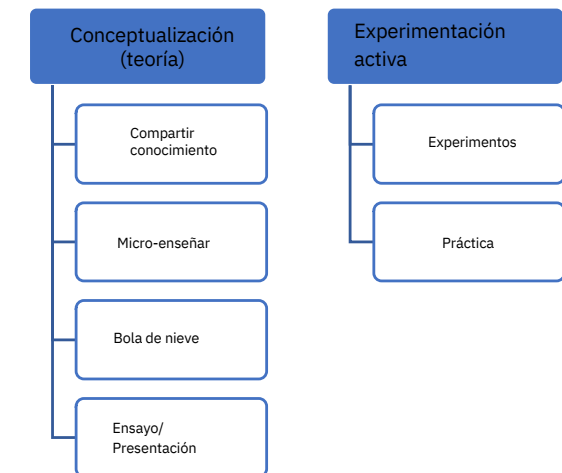 Conceptualización
(teoría)
Compartir
conocimiento
Micro-enseñar
Bola de nieve
Ensayo/
Presentación
Experimentación
activa
Experimentos
Práctica